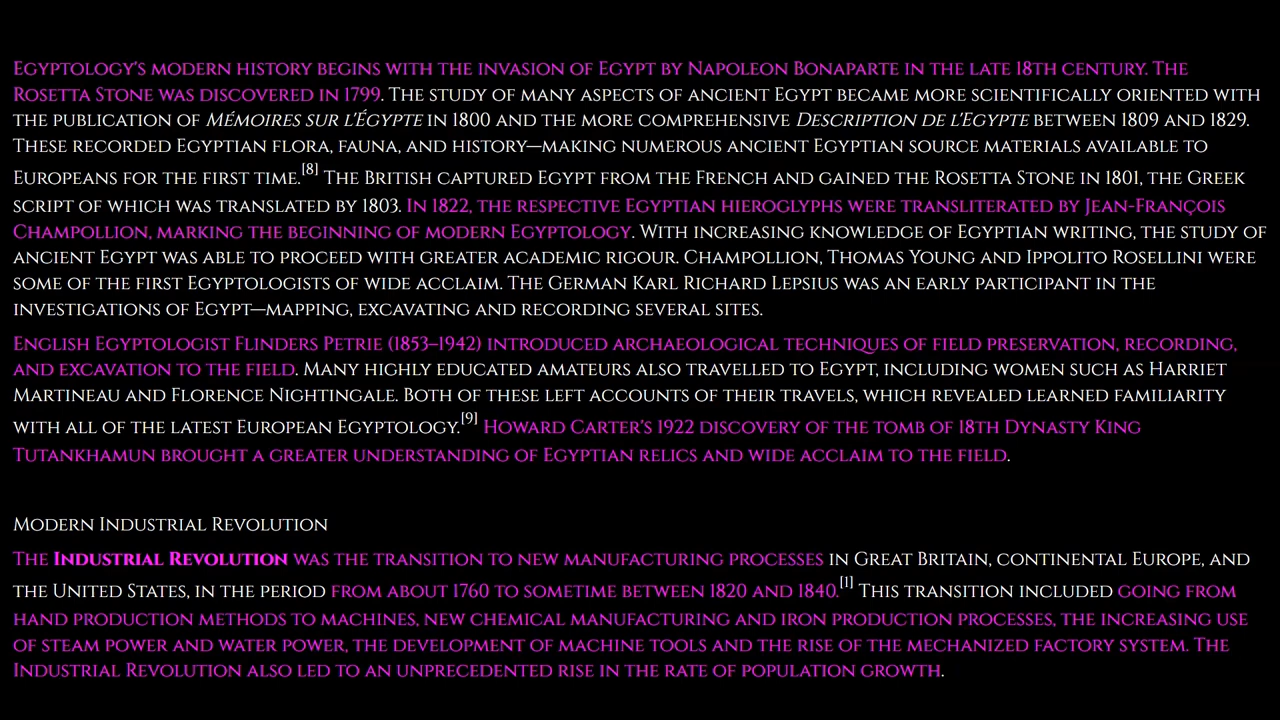 Egyptology's modern history begins with the invasion of Egypt by Napoleon Bonaparte in the late 18th century. The
Rosetta Stone was discovered in 1799. The study of many aspects of ancient Egypt became more scientifically oriented with
the publication of Mémoires sur l'Égypte in 1800 and the more comprehensive Description de l'Egypte between 1809 and 1829.
These recorded Egyptian flora, fauna, and history—making numerous ancient Egyptian source materials available to
Europeans for the first time.[8] The British captured Egypt from the French and gained the Rosetta Stone in 1801, the Greek
script of which was translated by 1803. In 1822, the respective Egyptian hieroglyphs were transliterated by Jean-François
Champollion, marking the beginning of modern Egyptology. With increasing knowledge of Egyptian writing, the study of
ancient Egypt was able to proceed with greater academic rigour. Champollion, Thomas Young and Ippolito Rosellini were
some of the first Egyptologists of wide acclaim. The German Karl Richard Lepsius was an early participant in the
investigations of Egypt—mapping, excavating and recording several sites.
English Egyptologist Flinders Petrie (1853–1942) introduced archaeological techniques of field preservation, recording,
and excavation to the field. Many highly educated amateurs also travelled to Egypt, including women such as Harriet
Martineau and Florence Nightingale. Both of these left accounts of their travels, which revealed learned familiarity
with all of the latest European Egyptology.[9] Howard Carter's 1922 discovery of the tomb of 18th Dynasty King
Tutankhamun brought a greater understanding of Egyptian relics and wide acclaim to the field.
Modern Industrial Revolution
The Industrial Revolution was the transition to new manufacturing processes in Great Britain, continental Europe, and
the United States, in the period from about 1760 to sometime between 1820 and 1840.[1] This transition included going from
hand production methods to machines, new chemical manufacturing and iron production processes, the increasing use
of steam power and water power, the development of machine tools and the rise of the mechanized factory system. The
Industrial Revolution also led to an unprecedented rise in the rate of population growth.